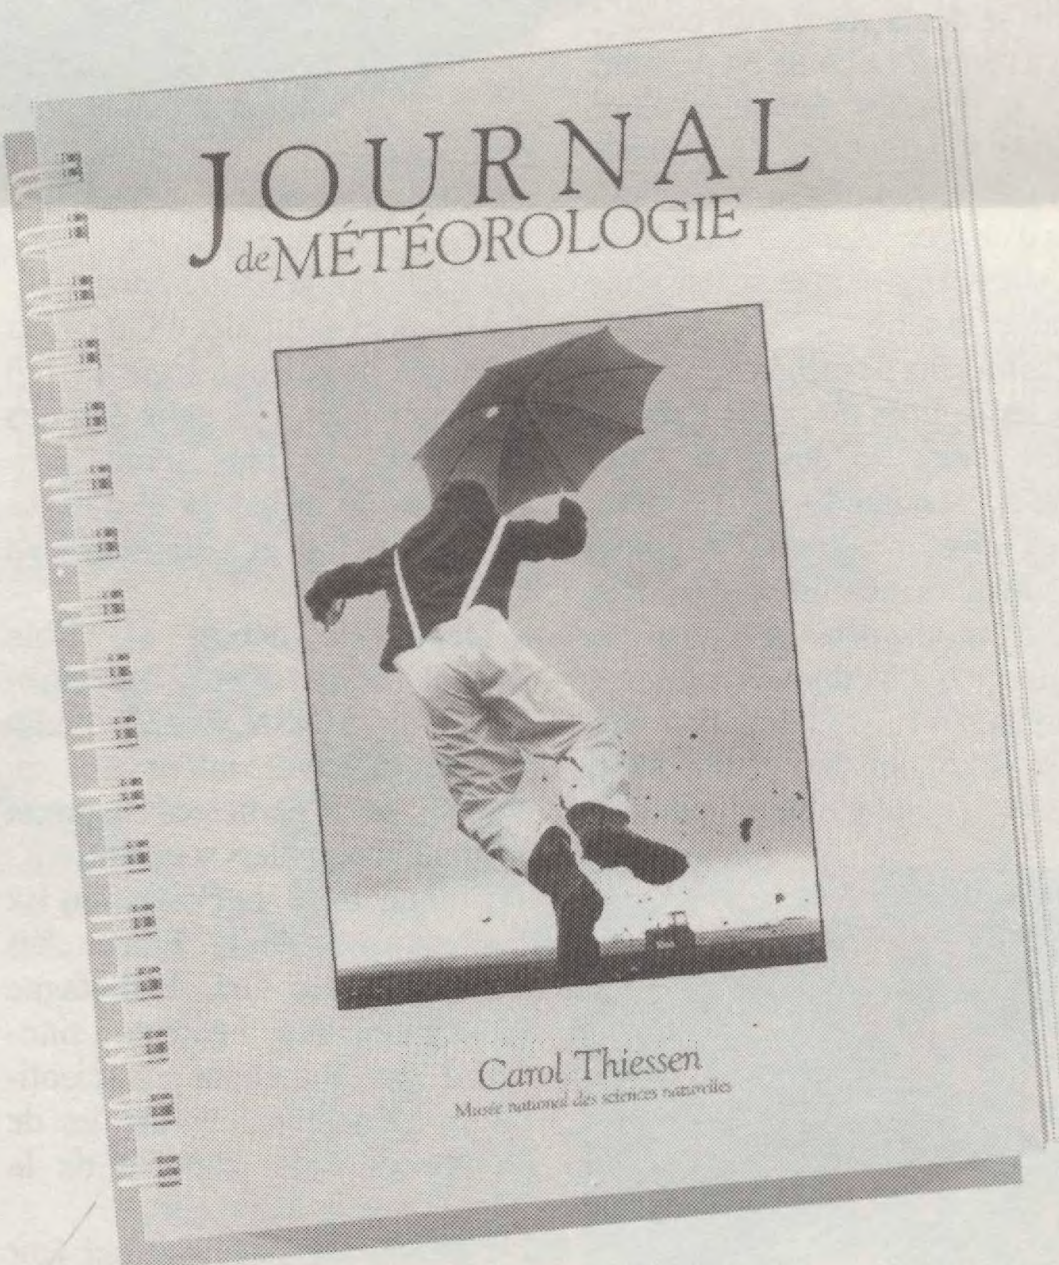 JOURNAL
de MÉTÉOROLOGIE
Carol Thiessen
Musée national des sciences naturelles